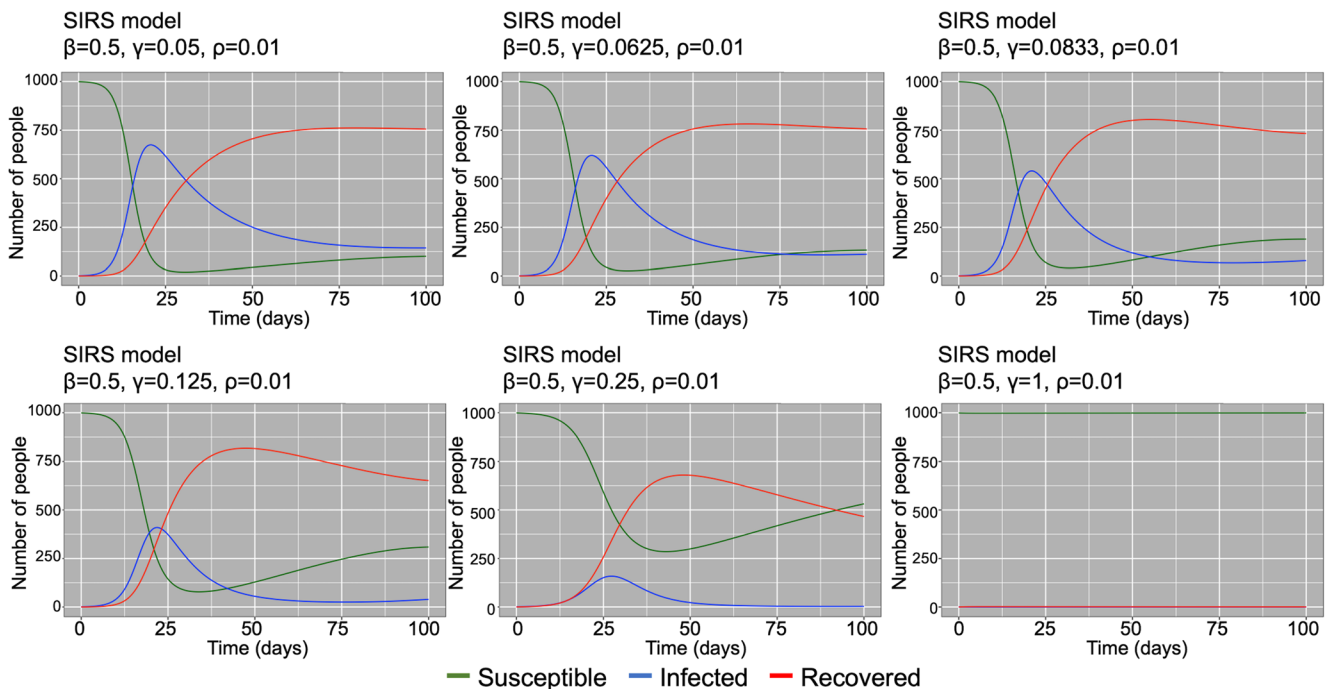 SIRS model
β=0.5, γ=0.05, ρ=0.01
Number of people
1000
750
500
250
0
0 25 50 75 100
Time (days)
SIRS model
β=0.5, γ=0.0625, ρ=0.01
Number of people
1000
750
500
250
0
0 25 50 75 100
Time (days)
SIRS model
β=0.5, γ=0.0833, ρ=0.01
Number of people
1000
750
500
250
0
0 25 50 75 100
Time (days)
SIRS model
β=0.5, γ=0.125, ρ=0.01
Number of people
1000
750
500
250
0
0 25 50 75 100
Time (days)
SIRS model
β=0.5, γ=0.25, ρ=0.01
Number of people
1000
750
500
250
0
0 25 50 75 100
Time (days)
SIRS model
β=0.5, γ=1, ρ=0.01
Number of people
1000
750
500
250
0
0 25 50 75 100
Time (days)
Susceptible Infected Recovered